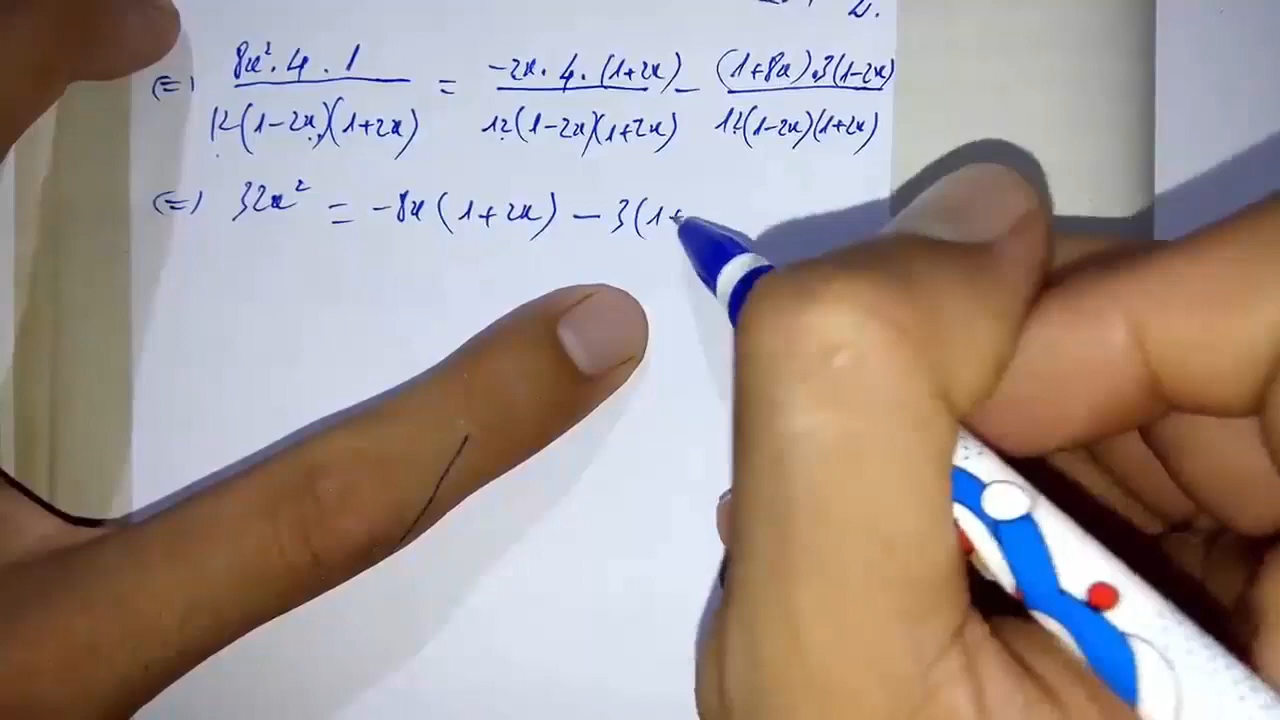 2.
(=) 8x²·4·1 / 12(1-2x)(1+2x) = -2x·4·(1+2x) / 12(1-2x)(1+2x) - (1+8x).3(1-2x) / 12(1-2x)(1+2x)
(=) 32x² = -8x(1+2x) - 3(1+